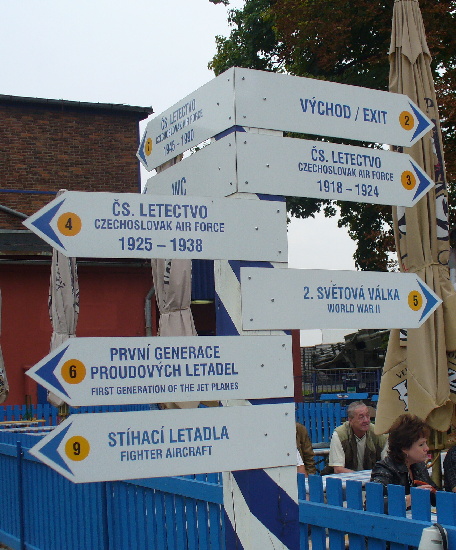 ČS. LETECTVO
CZECHOSLOVAK AIR FORCE
1945 - 1990
VÝCHOD / EXIT
2
WC
ČS. LETECTVO
CZECHOSLOVAK AIR FORCE
1918 - 1924
3
4
ČS. LETECTVO
CZECHOSLOVAK AIR FORCE
1925 - 1938
2. SVĚTOVÁ VÁLKA
WORLD WAR II
5
6
PRVNÍ GENERACE
PROUDOVÝCH LETADEL
FIRST GENERATION OF THE JET PLANES
9
STÍHACÍ LETADLA
FIGHTER AIRCRAFT